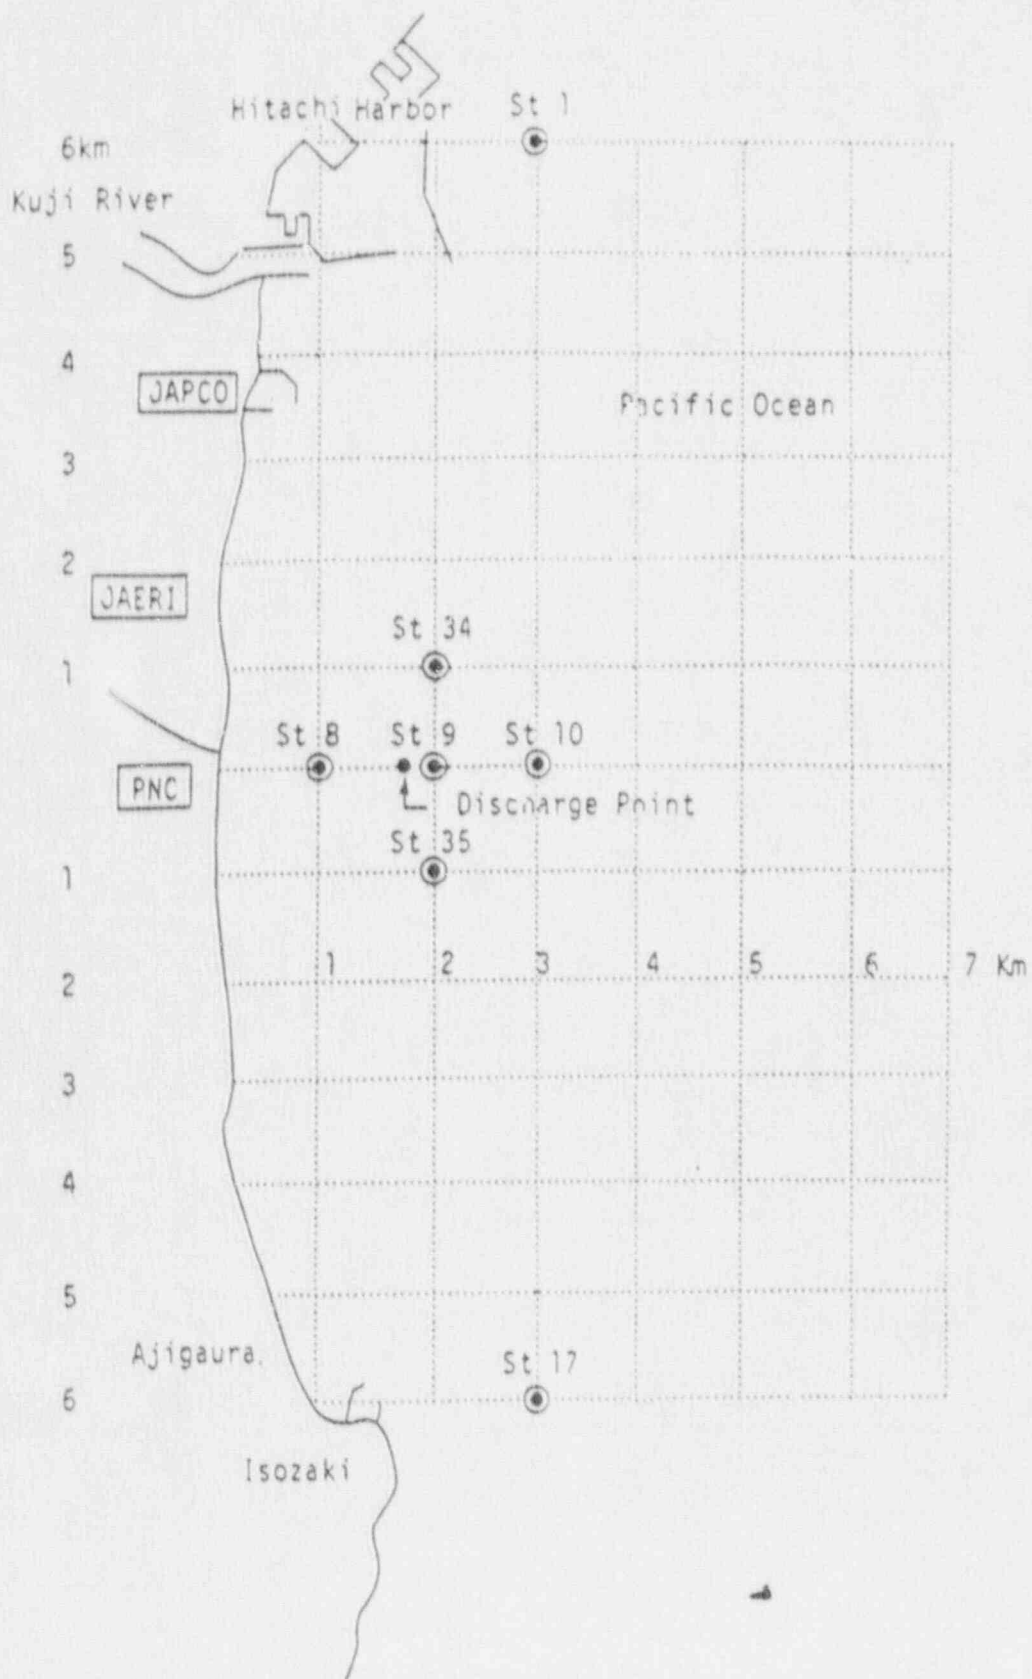 Hitachi Harbor
St 1
6km
Kuji River
5
4
JAPCO
Pacific Ocean
3
2
JAERI
St 34
1
St 8
St 9
St 10
PNC
Discharge Point
St 35
1
1 2 3 4 5 6 7 Km
2
3
4
5
Ajigaura
St 17
6
Isozaki